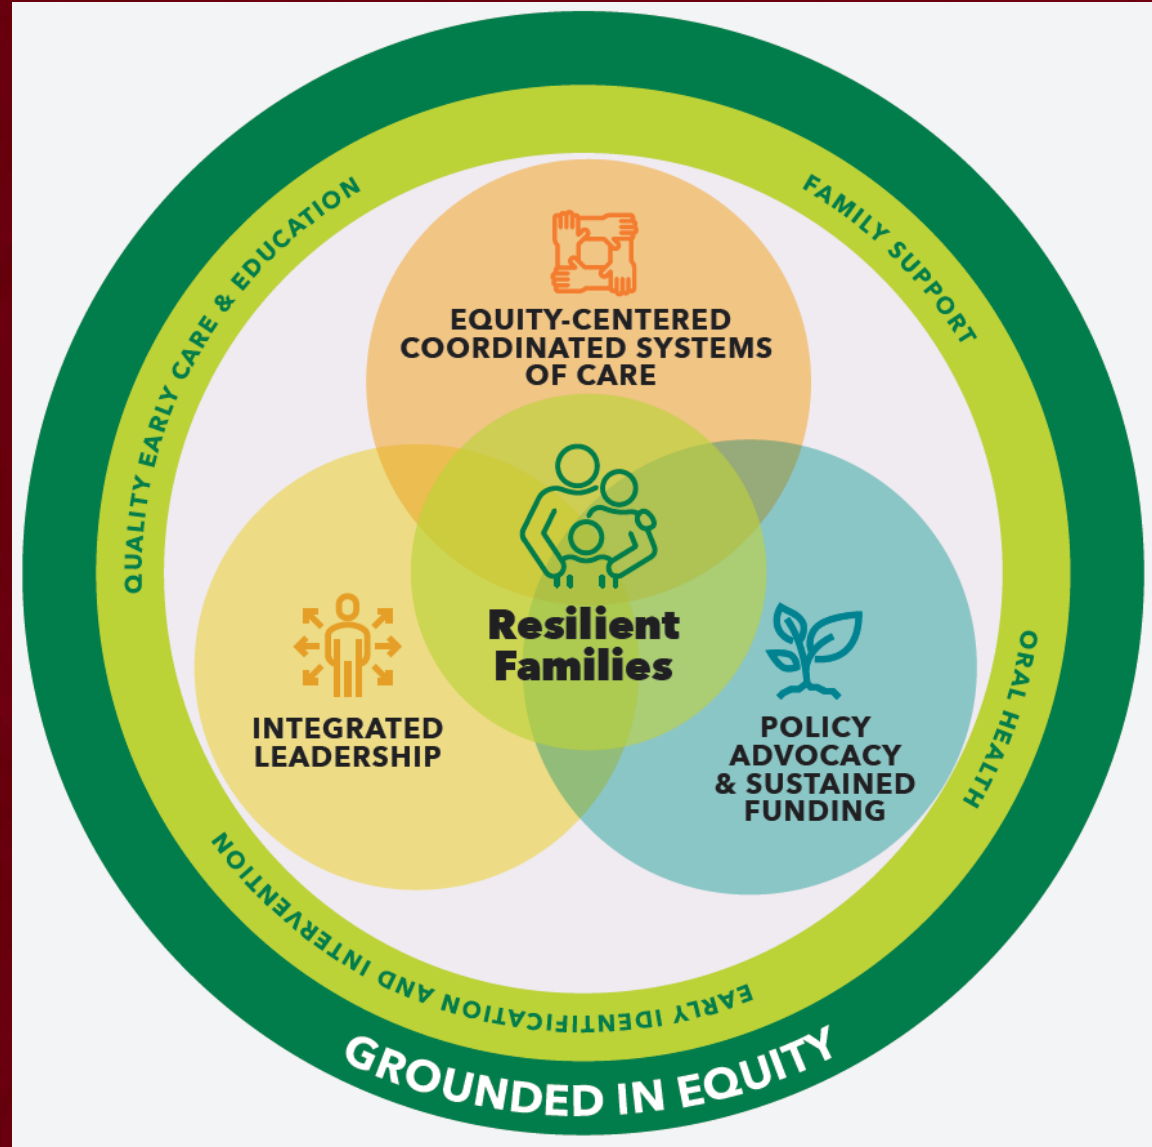 QUALITY EARLY CARE & EDUCATION
FAMILY SUPPORT
EQUITY-CENTERED
COORDINATED SYSTEMS
OF CARE
Resilient
Families
INTEGRATED
LEADERSHIP
POLICY
ADVOCACY
& SUSTAINED
FUNDING
ORAL HEALTH
EARLY IDENTIFICATION AND INTERVENTION
GROUNDED IN EQUITY